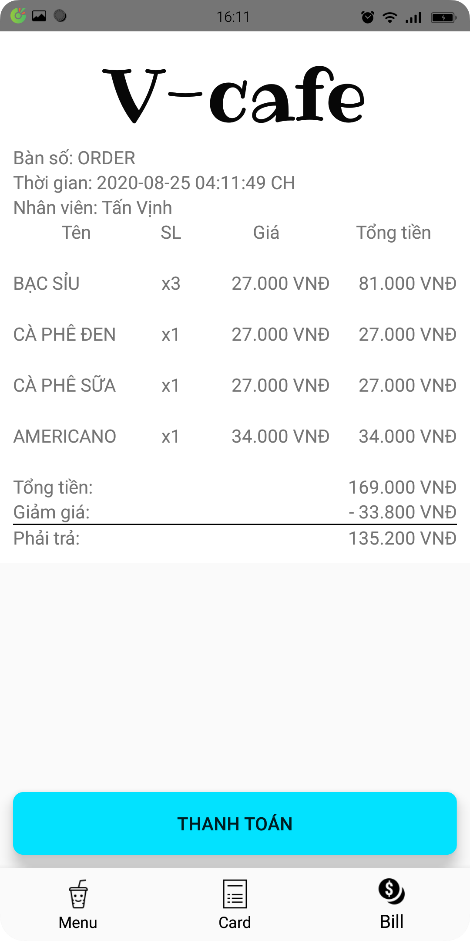 16:11
V-cafe
Bàn số: ORDER
Thời gian: 2020-08-25 04:11:49 CH
Nhân viên: Tấn Vịnh
Tên SL Giá Tổng tiền
BẠC SỈU x3 27.000 VNĐ 81.000 VNĐ
CÀ PHÊ ĐEN x1 27.000 VNĐ 27.000 VNĐ
CÀ PHÊ SỮA x1 27.000 VNĐ 27.000 VNĐ
AMERICANO x1 34.000 VNĐ 34.000 VNĐ
Tổng tiền: 169.000 VNĐ
Giảm giá: - 33.800 VNĐ
Phải trả: 135.200 VNĐ
THANH TOÁN
Menu Card Bill